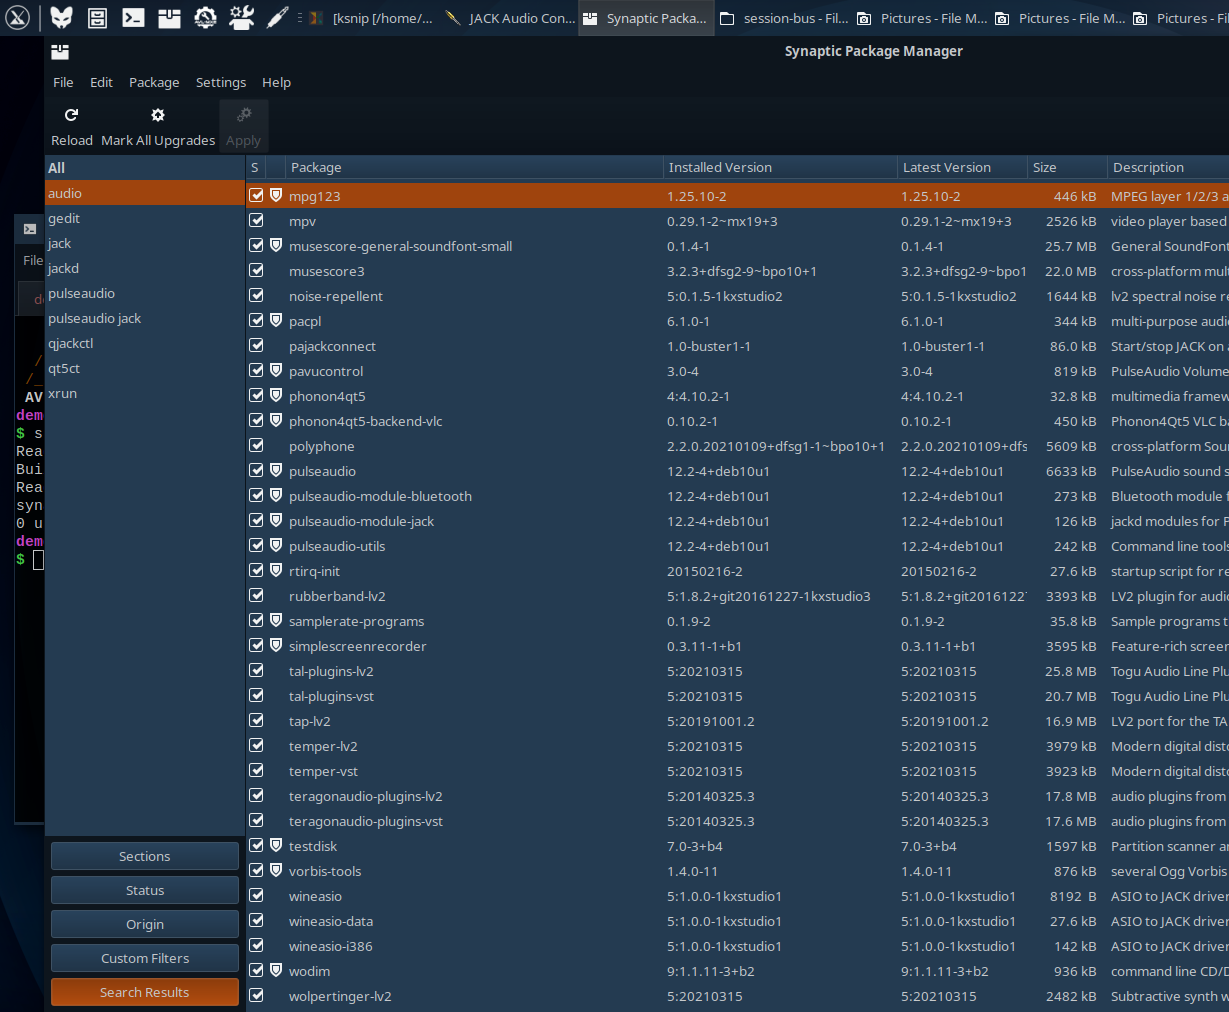 [ksnip [/home/... JACK Audio Con... Synaptic Packa... session-bus - Fil... Pictures - File M... Pictures - File M... Pictures - Fi
Synaptic Package Manager
File Edit Package Settings Help
Reload Mark All Upgrades Apply
All
audio
gedit
jack
jackd
pulseaudio
pulseaudio jack
qjackctl
qt5ct
xrun
Sections
Status
Origin
Custom Filters
Search Results
File
de
/
/_
AV
dem
$ s
Rea
Bui
Rea
syn
0 u
dem
$
S Package Installed Version Latest Version Size Description
mpg123 1.25.10-2 1.25.10-2 446 kB MPEG layer 1/2/3 a
mpv 0.29.1-2~mx19+3 0.29.1-2~mx19+3 2526 kB video player based
musescore-general-soundfont-small 0.1.4-1 0.1.4-1 25.7 MB General SoundFont
musescore3 3.2.3+dfsg2-9~bpo10+1 3.2.3+dfsg2-9~bpo1 22.0 MB cross-platform mult
noise-repellent 5:0.1.5-1kxstudio2 5:0.1.5-1kxstudio2 1644 kB lv2 spectral noise re
pacpl 6.1.0-1 6.1.0-1 344 kB multi-purpose audi
pajackconnect 1.0-buster1-1 1.0-buster1-1 86.0 kB Start/stop JACK on a
pavucontrol 3.0-4 3.0-4 819 kB PulseAudio Volume
phonon4qt5 4:4.10.2-1 4:4.10.2-1 32.8 kB multimedia framew
phonon4qt5-backend-vlc 0.10.2-1 0.10.2-1 450 kB Phonon4Qt5 VLC ba
polyphone 2.2.0.20210109+dfsg1-1~bpo10+1 2.2.0.20210109+dfs 5609 kB cross-platform Soun
pulseaudio 12.2-4+deb10u1 12.2-4+deb10u1 6633 kB PulseAudio sound s
pulseaudio-module-bluetooth 12.2-4+deb10u1 12.2-4+deb10u1 273 kB Bluetooth module f
pulseaudio-module-jack 12.2-4+deb10u1 12.2-4+deb10u1 126 kB jackd modules for P
pulseaudio-utils 12.2-4+deb10u1 12.2-4+deb10u1 242 kB Command line tools
rtirq-init 20150216-2 20150216-2 27.6 kB startup script for re
rubberband-lv2 5:1.8.2+git20161227-1kxstudio3 5:1.8.2+git20161227 3393 kB LV2 plugin for audio
samplerate-programs 0.1.9-2 0.1.9-2 35.8 kB Sample programs t
simplescreenrecorder 0.3.11-1+b1 0.3.11-1+b1 3595 kB Feature-rich screen
tal-plugins-lv2 5:20210315 5:20210315 25.8 MB Togu Audio Line Plu
tal-plugins-vst 5:20210315 5:20210315 20.7 MB Togu Audio Line Plu
tap-lv2 5:20191001.2 5:20191001.2 16.9 MB LV2 port for the TA
temper-lv2 5:20210315 5:20210315 3979 kB Modern digital disto
temper-vst 5:20210315 5:20210315 3923 kB Modern digital disto
teragonaudio-plugins-lv2 5:20140325.3 5:20140325.3 17.8 MB audio plugins from
teragonaudio-plugins-vst 5:20140325.3 5:20140325.3 17.6 MB audio plugins from
testdisk 7.0-3+b4 7.0-3+b4 1597 kB Partition scanner an
vorbis-tools 1.4.0-11 1.4.0-11 876 kB several Ogg Vorbis
wineasio 5:1.0.0-1kxstudio1 5:1.0.0-1kxstudio1 8192 B ASIO to JACK driver
wineasio-data 5:1.0.0-1kxstudio1 5:1.0.0-1kxstudio1 27.6 kB ASIO to JACK driver
wineasio-i386 5:1.0.0-1kxstudio1 5:1.0.0-1kxstudio1 142 kB ASIO to JACK driver
wodim 9:1.1.11-3+b2 9:1.1.11-3+b2 936 kB command line CD/D
wolpertinger-lv2 5:20210315 5:20210315 2482 kB Subtractive synth w